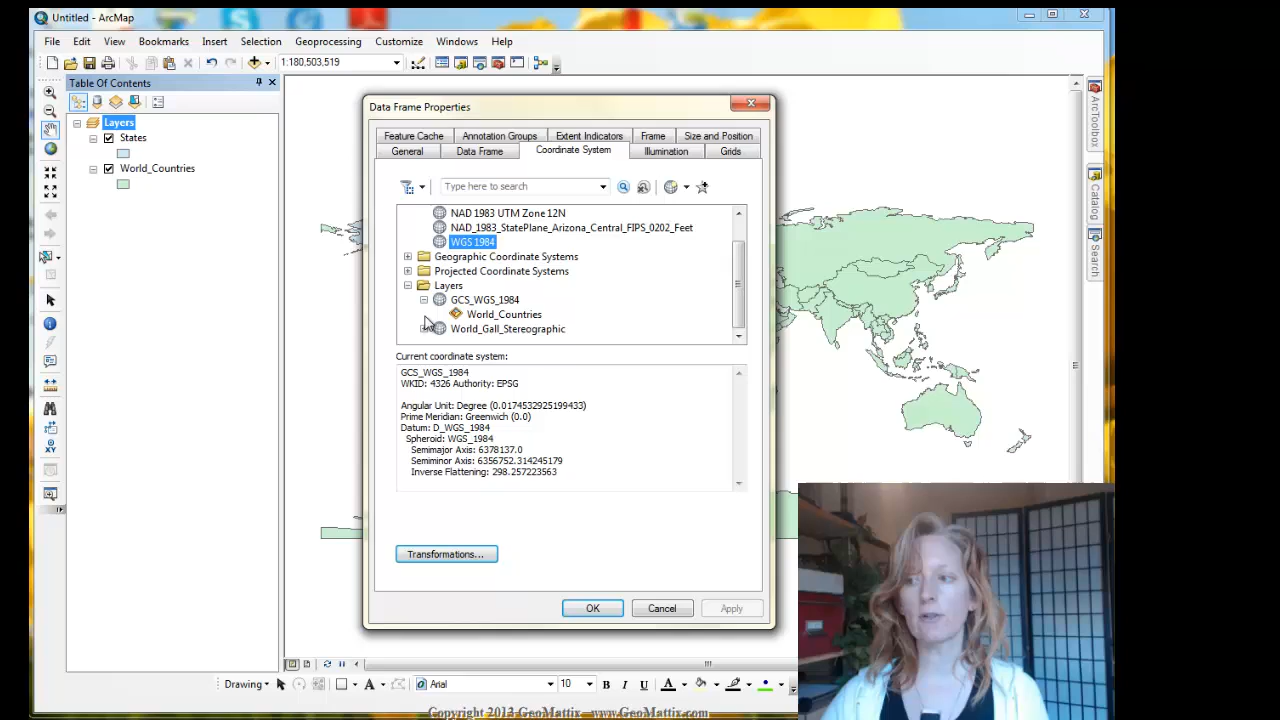 Untitled - ArcMap
File Edit View Bookmarks Insert Selection Geoprocessing Customize Windows Help
1:180,503,519
Table Of Contents
Layers
States
World_Countries
Data Frame Properties
Feature Cache Annotation Groups Extent Indicators Frame Size and Position
General Data Frame Coordinate System Illumination Grids
Type here to search
NAD 1983 UTM Zone 12N
NAD_1983_StatePlane_Arizona_Central_FIPS_0202_Feet
WGS 1984
Geographic Coordinate Systems
Projected Coordinate Systems
Layers
GCS_WGS_1984
World_Countries
World_Gall_Stereographic
Current coordinate system:
GCS_WGS_1984
WKID: 4326 Authority: EPSG
Angular Unit: Degree (0.0174532925199433)
Prime Meridian: Greenwich (0.0)
Datum: D_WGS_1984
Spheroid: WGS_1984
Semimajor Axis: 6378137.0
Semiminor Axis: 6356752.314245179
Inverse Flattening: 298.257223563
Transformations...
OK Cancel Apply
ArcToolbox
Catalog
Search
Drawing Arial 10 B I U A
Copyright 2013 GeoMattix www.GeoMattix.com